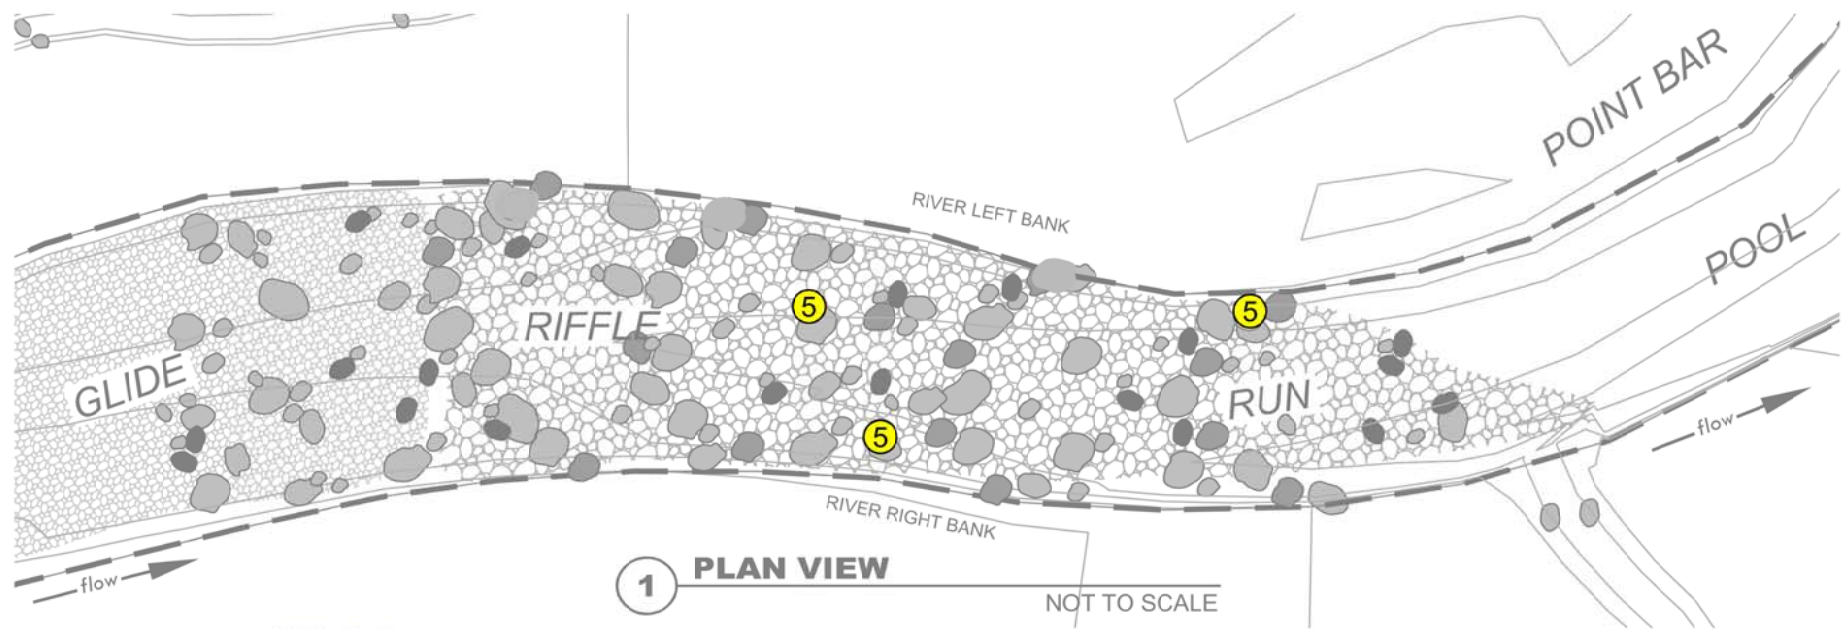 POINT BAR
RIVER LEFT BANK
POOL
5
5
RIFFLE
GLIDE
RUN
5
flow
RIVER RIGHT BANK
flow
1
PLAN VIEW
NOT TO SCALE